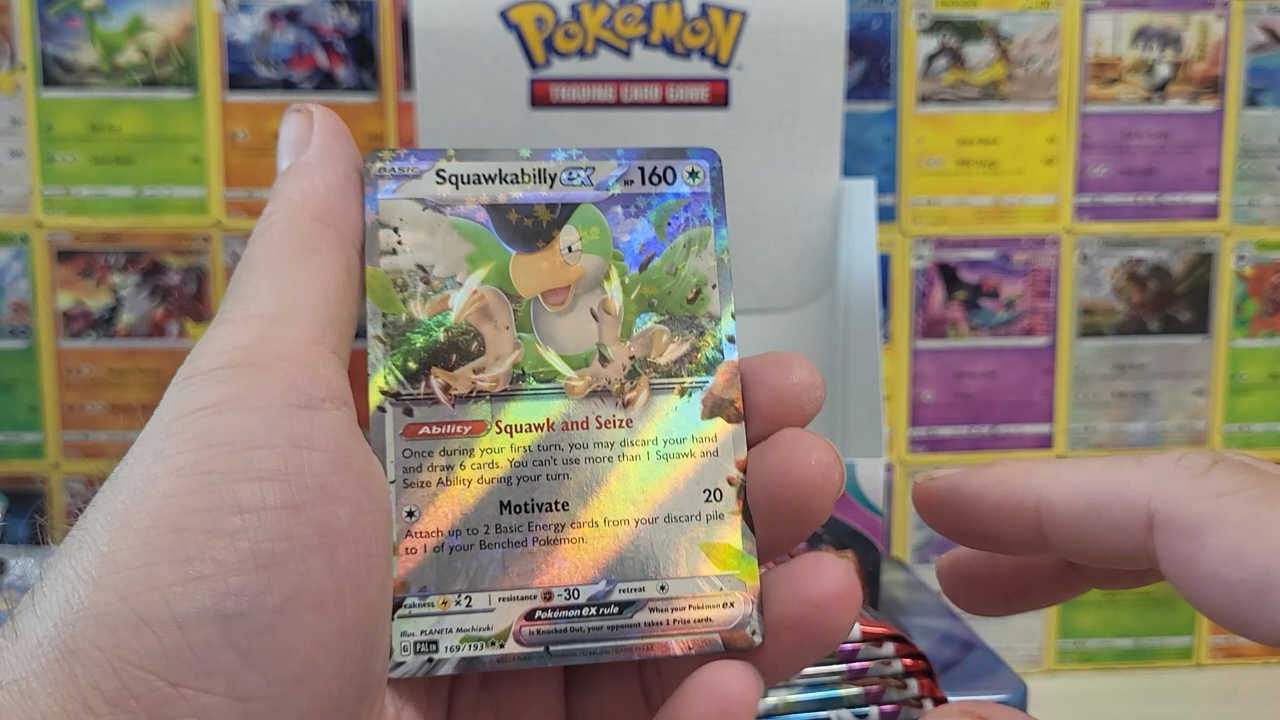 POKéMON
TRADING CARD GAME
BASIC Squawkabilly ex HP 160
Ability Squawk and Seize
Once during your first turn, you may discard your hand
and draw 6 cards. You can't use more than 1 Squawk and
Seize Ability during your turn.
Motivate 20
Attach up to 2 Basic Energy cards from your discard pile
to 1 of your Benched Pokémon.
weakness ×2 resistance -30 retreat
Pokémon ex rule When your Pokémon ex
is Knocked Out, your opponent takes 2 Prize cards.
Illus. PLANETA Mochizuki
G PAL EN 169/193